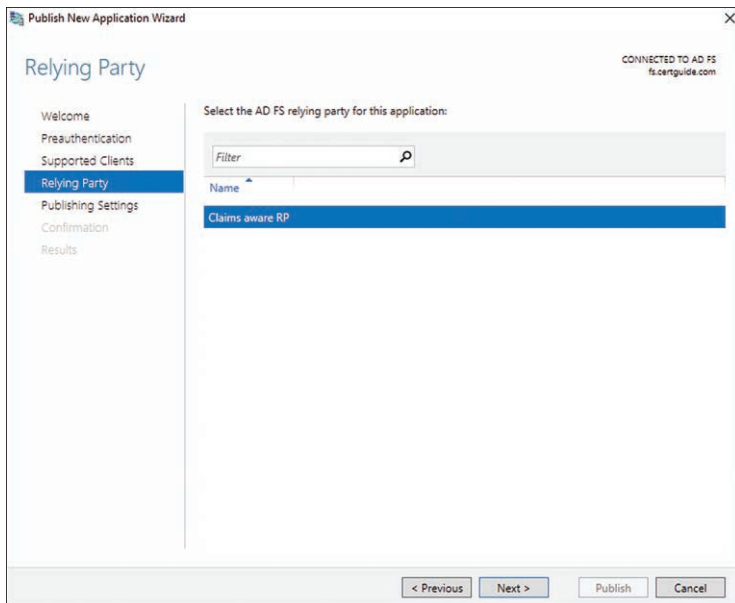 Publish New Application Wizard
Relying Party
CONNECTED TO AD FS
fs.certguide.com
Welcome
Preauthentication
Supported Clients
Relying Party
Publishing Settings
Confirmation
Results
Select the AD FS relying party for this application:
Filter
Name
Claims aware RP
< Previous
Next >
Publish
Cancel